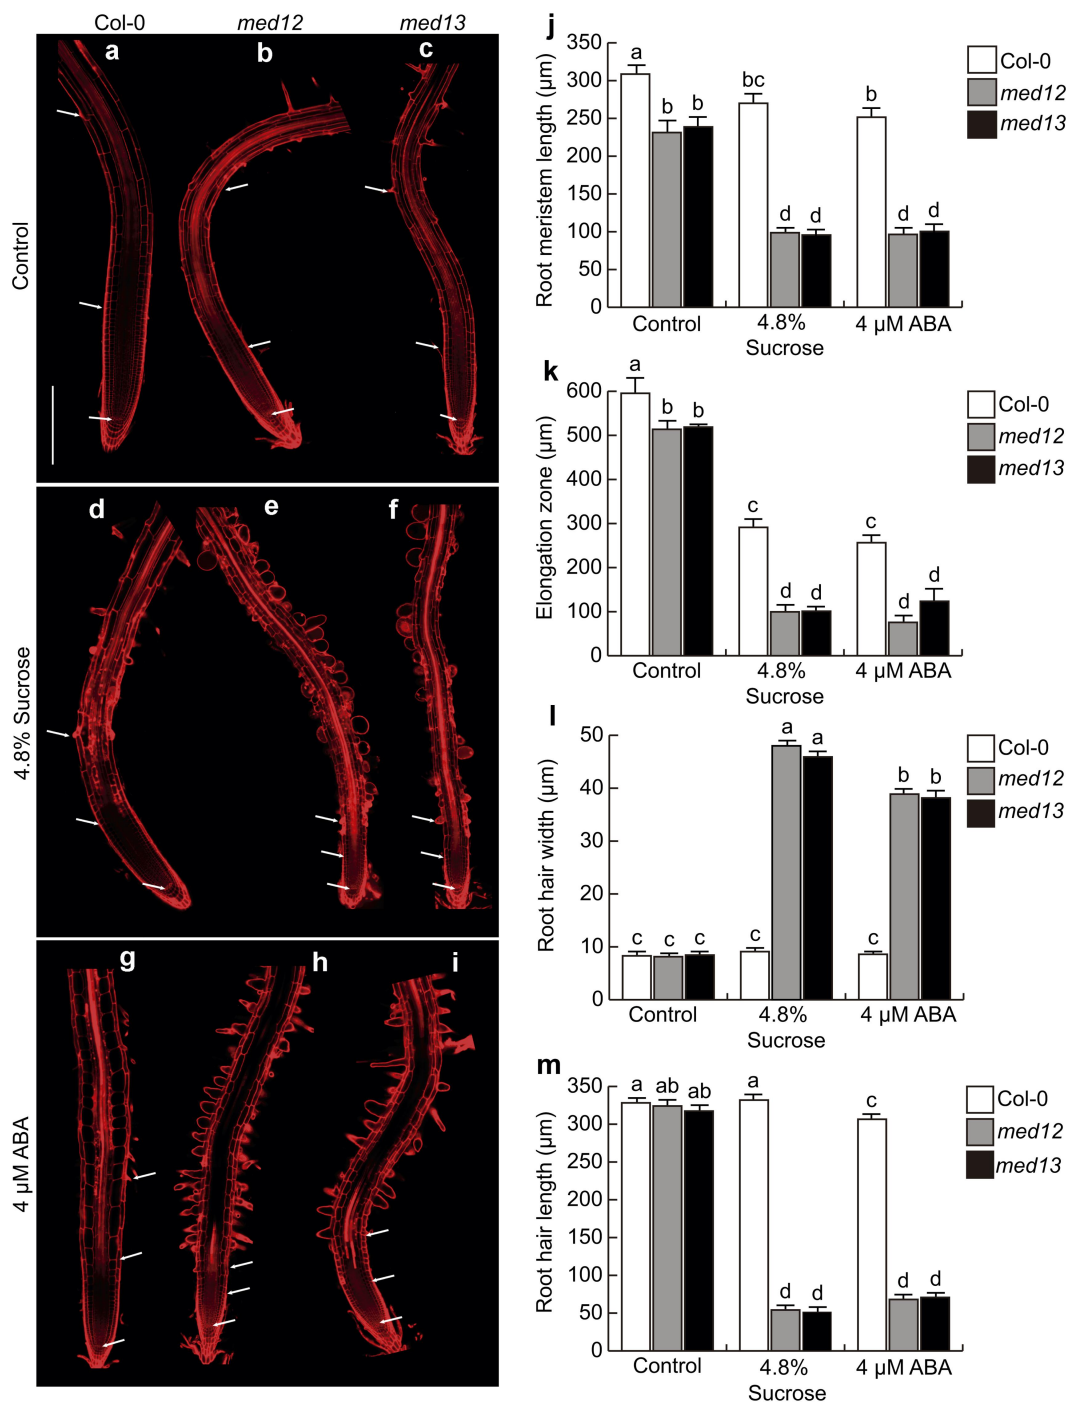 Col-0 med12 med13
a b c
Control
d e f
4.8% Sucrose
g h i
4 µM ABA
j
Root meristem length (µm)
350
300
250
200
150
100
50
0
a b b bc d d b d d
Control 4.8% 4 µM ABA
Sucrose
Col-0
med12
med13
k
Elongation zone (µm)
600
500
400
300
200
100
0
a b b c d d c d d
Control 4.8% 4 µM ABA
Sucrose
Col-0
med12
med13
l
Root hair width (µm)
50
40
30
20
10
0
c c c c a a c b b
Control 4.8% 4 µM ABA
Sucrose
Col-0
med12
med13
m
Root hair length (µm)
350
300
250
200
150
100
50
0
a ab ab a d d c d d
Control 4.8% 4 µM ABA
Sucrose
Col-0
med12
med13